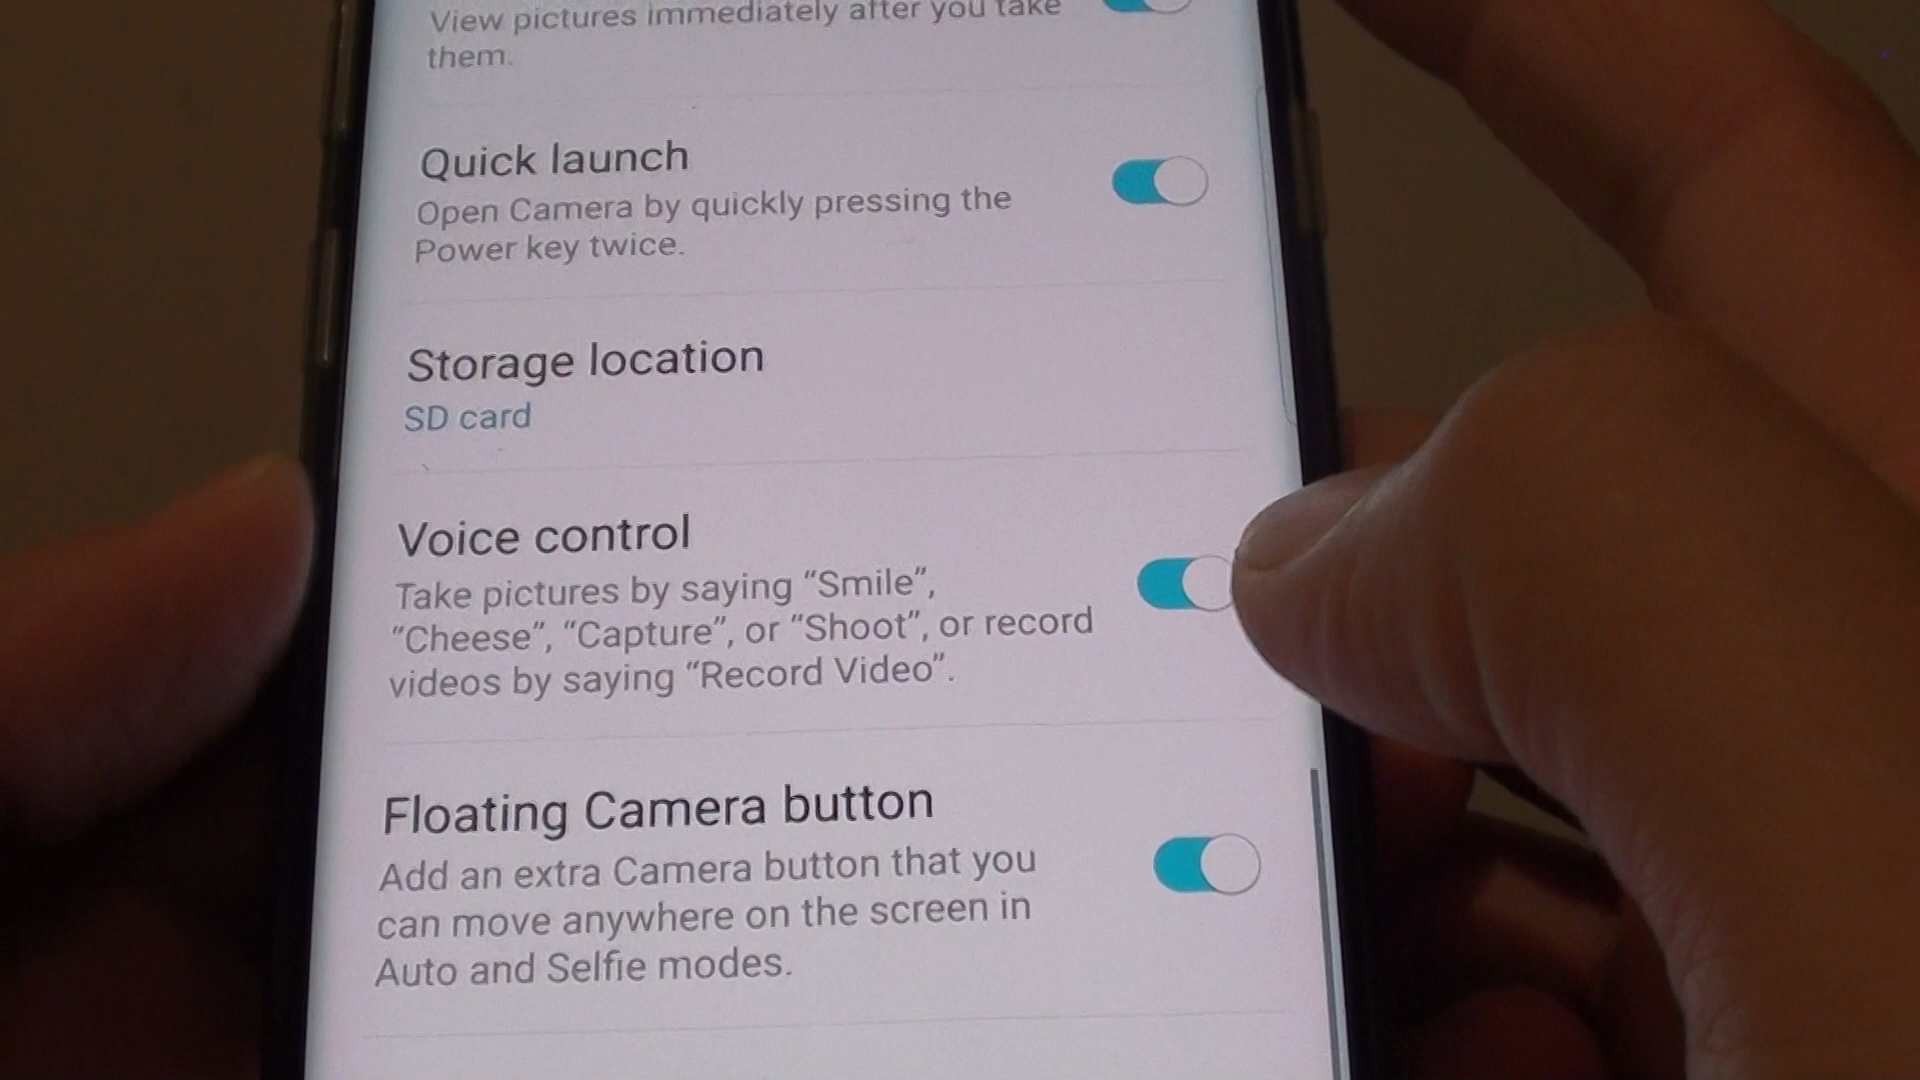 View pictures immediately after you take
them.
Quick launch
Open Camera by quickly pressing the
Power key twice.
Storage location
SD card
Voice control
Take pictures by saying “Smile”,
“Cheese”, “Capture”, or “Shoot”, or record
videos by saying “Record Video”.
Floating Camera button
Add an extra Camera button that you
can move anywhere on the screen in
Auto and Selfie modes.